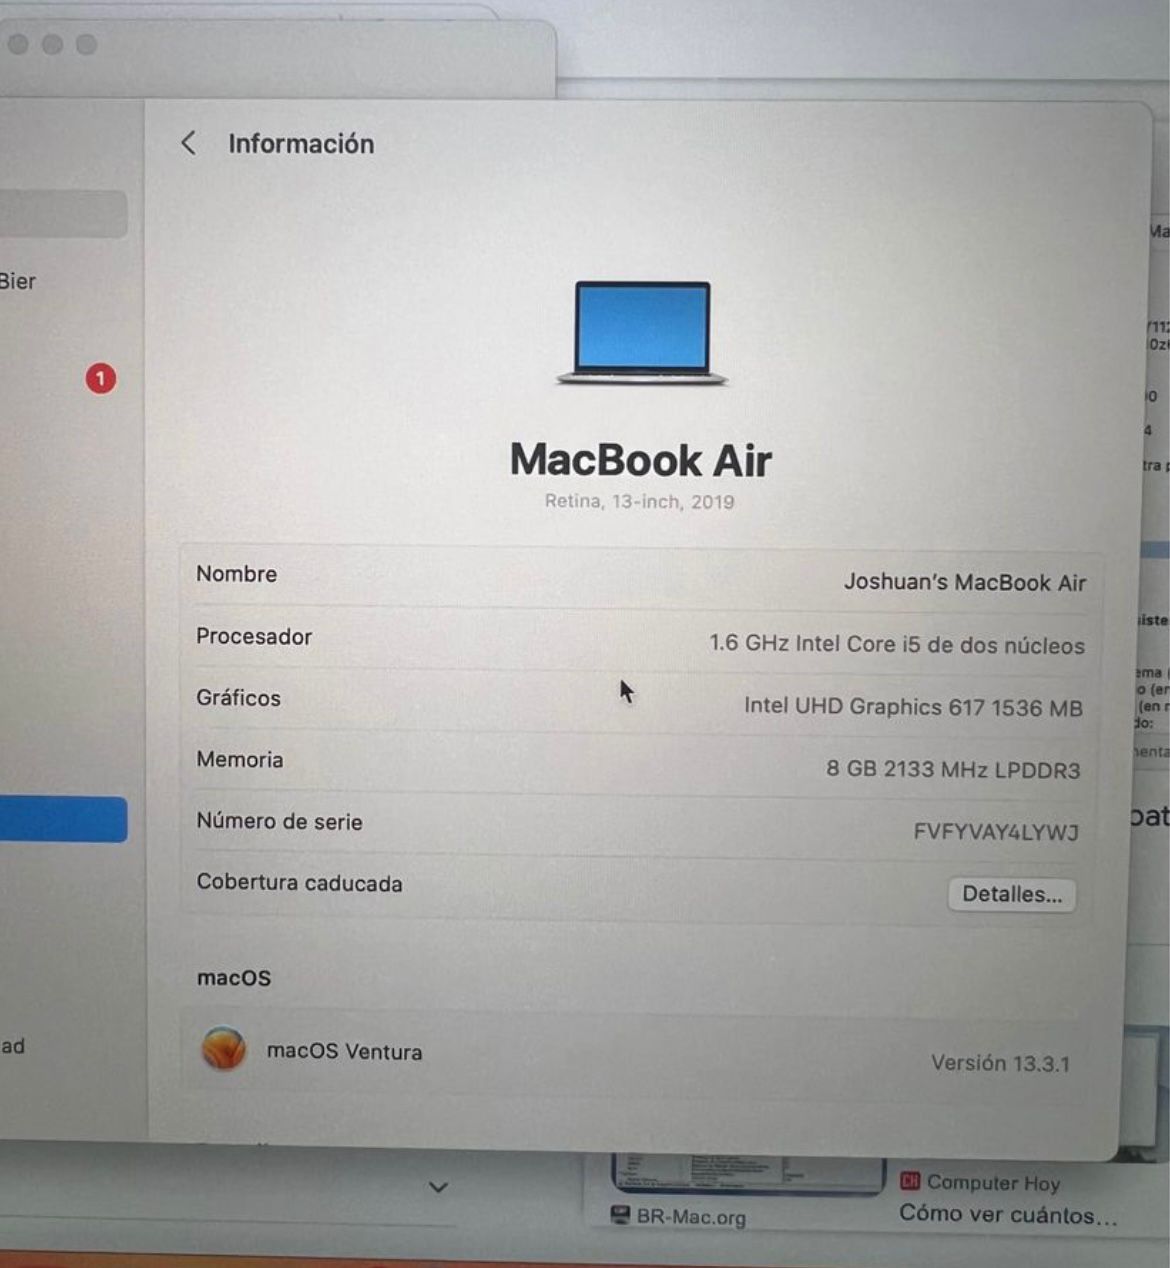 Información
Bier
1
MacBook Air
Retina, 13-inch, 2019
Nombre
Joshuan's MacBook Air
Procesador
1.6 GHz Intel Core i5 de dos núcleos
Gráficos
Intel UHD Graphics 617 1536 MB
Memoria
8 GB 2133 MHz LPDDR3
Número de serie
FVFYVAY4LYWJ
Cobertura caducada
Detalles...
macOS
macOS Ventura
Versión 13.3.1
ad
BR-Mac.org
CH Computer Hoy
Cómo ver cuántos...